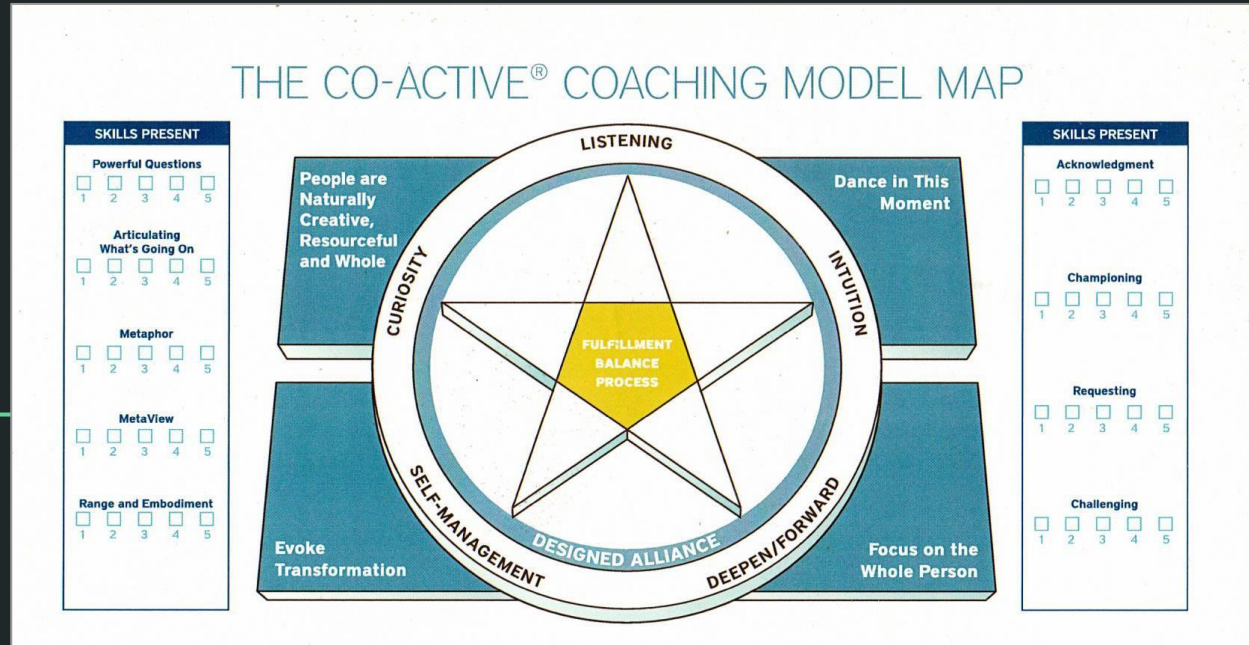 THE CO-ACTIVE® COACHING MODEL MAP
SKILLS PRESENT
Powerful Questions
1 2 3 4 5
Articulating
What's Going On
1 2 3 4 5
Metaphor
1 2 3 4 5
MetaView
1 2 3 4 5
Range and Embodiment
1 2 3 4 5
People are
Naturally
Creative,
Resourceful
and Whole
Dance in This
Moment
Evoke
Transformation
Focus on the
Whole Person
LISTENING
INTUITION
DEEPEN/FORWARD
SELF-MANAGEMENT
CURIOSITY
DESIGNED ALLIANCE
FULFILLMENT
BALANCE
PROCESS
SKILLS PRESENT
Acknowledgment
1 2 3 4 5
Championing
1 2 3 4 5
Requesting
1 2 3 4 5
Challenging
1 2 3 4 5